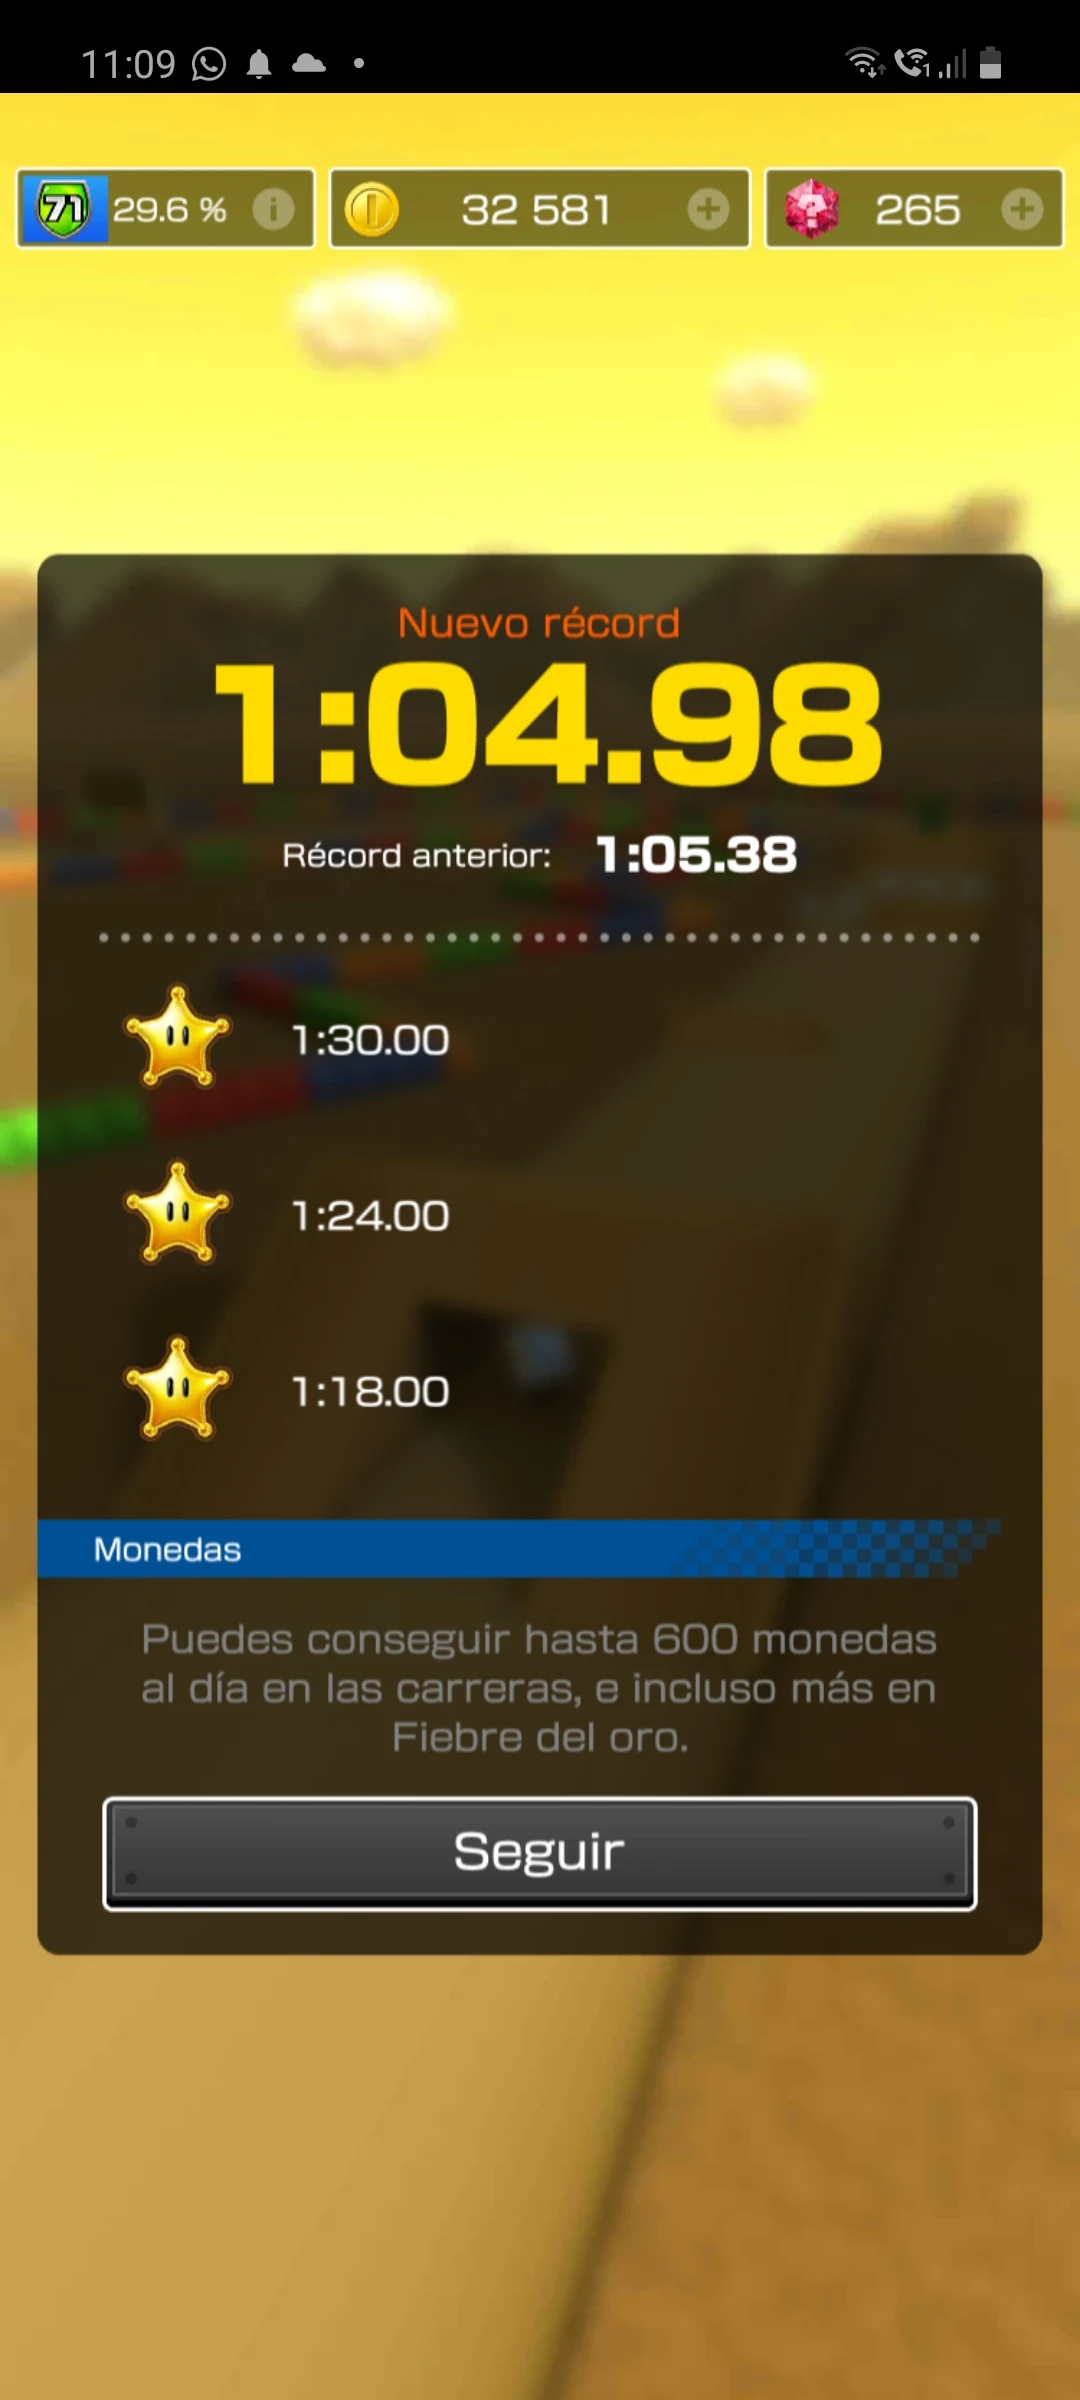 11:09
71 29.6 % i 32 581 + 265 +
Nuevo récord
1:04.98
Récord anterior: 1:05.38
1:30.00
1:24.00
1:18.00
Monedas
Puedes conseguir hasta 600 monedas
al día en las carreras, e incluso más en
Fiebre del oro.
Seguir